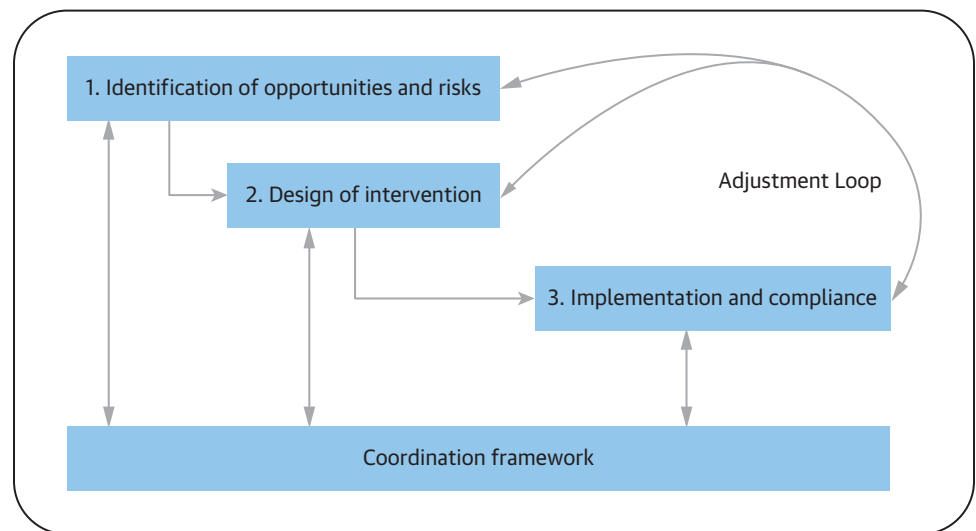 1. Identification of opportunities and risks
2. Design of intervention
Adjustment Loop
3. Implementation and compliance
Coordination framework